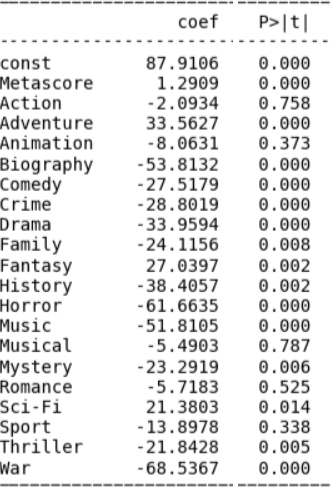 coef P>|t|
const 87.9106 0.000
Metascore 1.2909 0.000
Action -2.0934 0.758
Adventure 33.5627 0.000
Animation -8.0631 0.373
Biography -53.8132 0.000
Comedy -27.5179 0.000
Crime -28.8019 0.000
Drama -33.9594 0.000
Family -24.1156 0.008
Fantasy 27.0397 0.002
History -38.4057 0.002
Horror -61.6635 0.000
Music -51.8105 0.000
Musical -5.4903 0.787
Mystery -23.2919 0.006
Romance -5.7183 0.525
Sci-Fi 21.3803 0.014
Sport -13.8978 0.338
Thriller -21.8428 0.005
War -68.5367 0.000